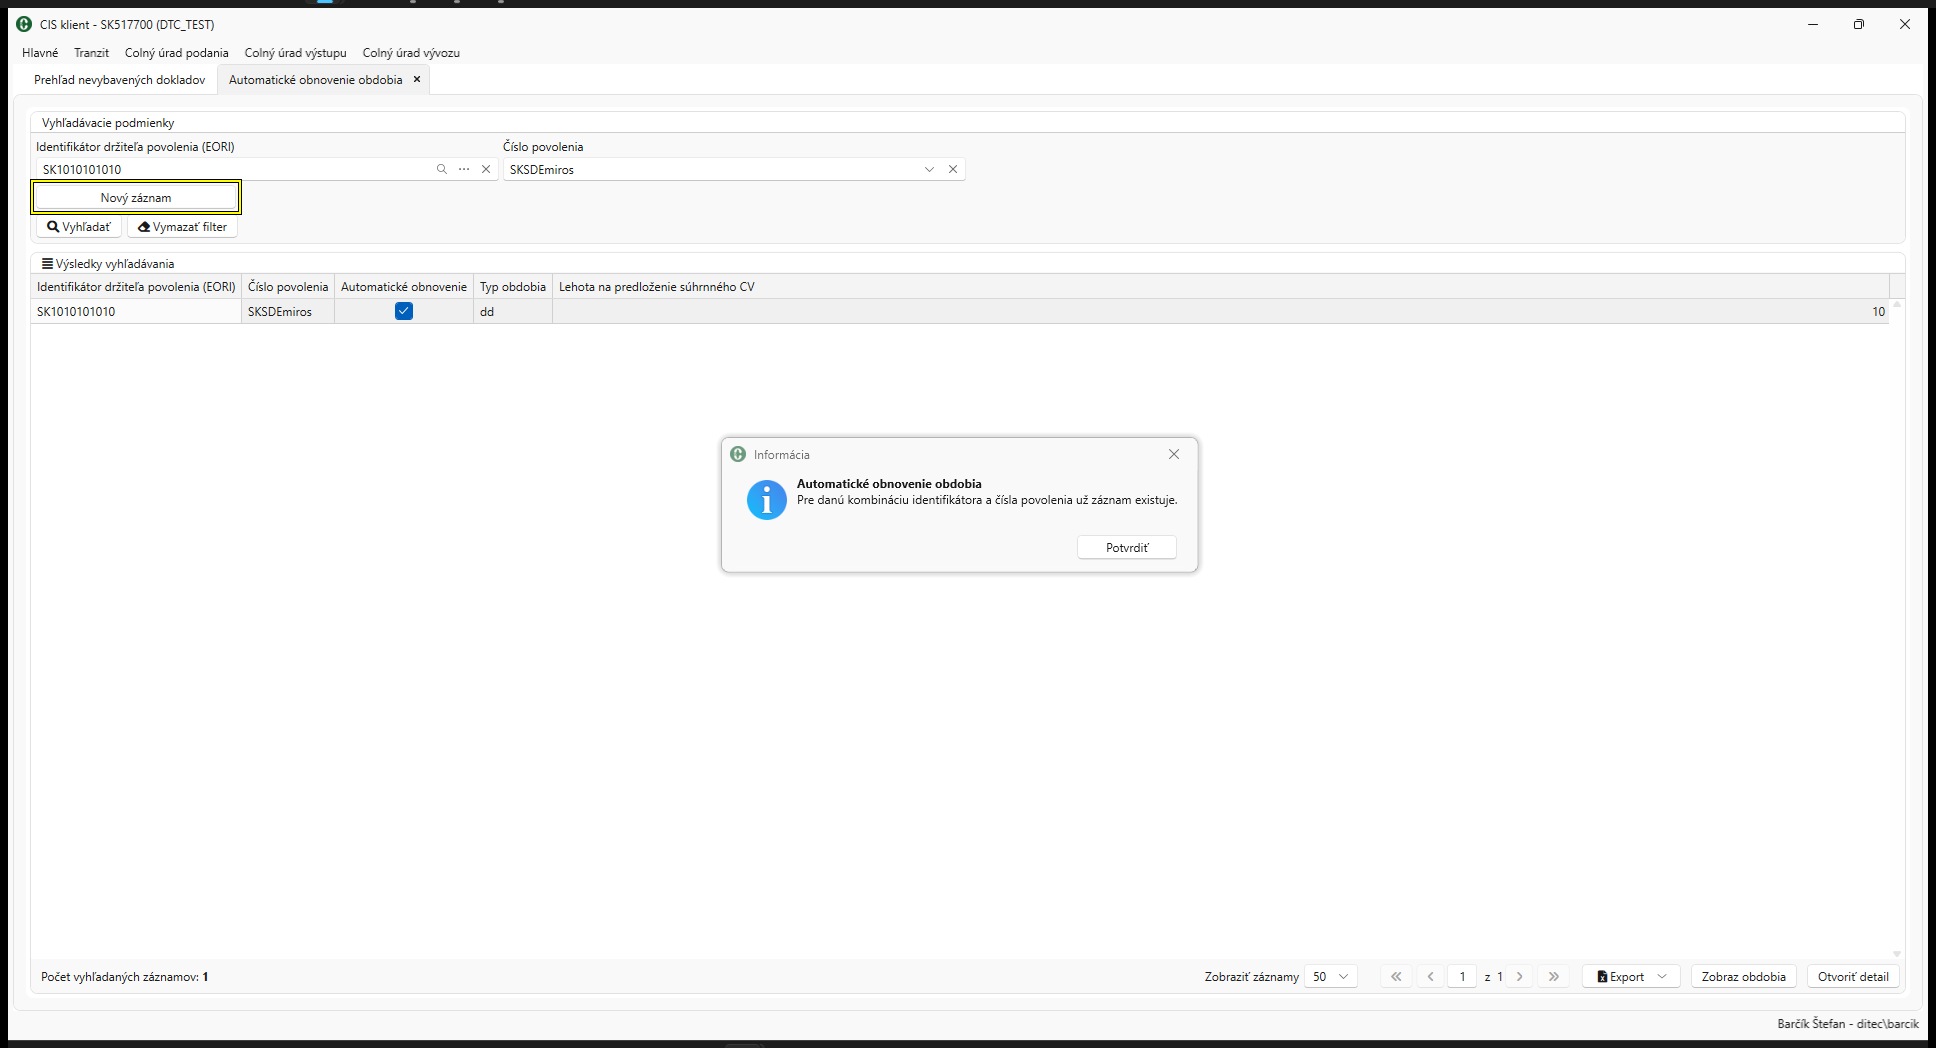 CIS klient - SK517700 (DTC_TEST)
Hlavné Tranzit Colný úrad podania Colný úrad výstupu Colný úrad vývozu
Prehľad nevybavených dokladov Automatické obnovenie obdobia
Vyhľadávacie podmienky
Identifikátor držiteľa povolenia (EORI) Číslo povolenia
SK1010101010 SKSDEmiros
Nový záznam
Vyhľadať Vymazať filter
Výsledky vyhľadávania
Identifikátor držiteľa povolenia (EORI) Číslo povolenia Automatické obnovenie Typ obdobia Lehota na predloženie súhrnného CV
SK1010101010 SKSDEmiros dd 10
Informácia
Automatické obnovenie obdobia
Pre danú kombináciu identifikátora a čísla povolenia už záznam existuje.
Potvrdiť
Počet vyhľadaných záznamov: 1 Zobraziť záznamy 50 1 z 1 Export Zobraz obdobia Otvoriť detail
Barčík Štefan - ditec\barcik